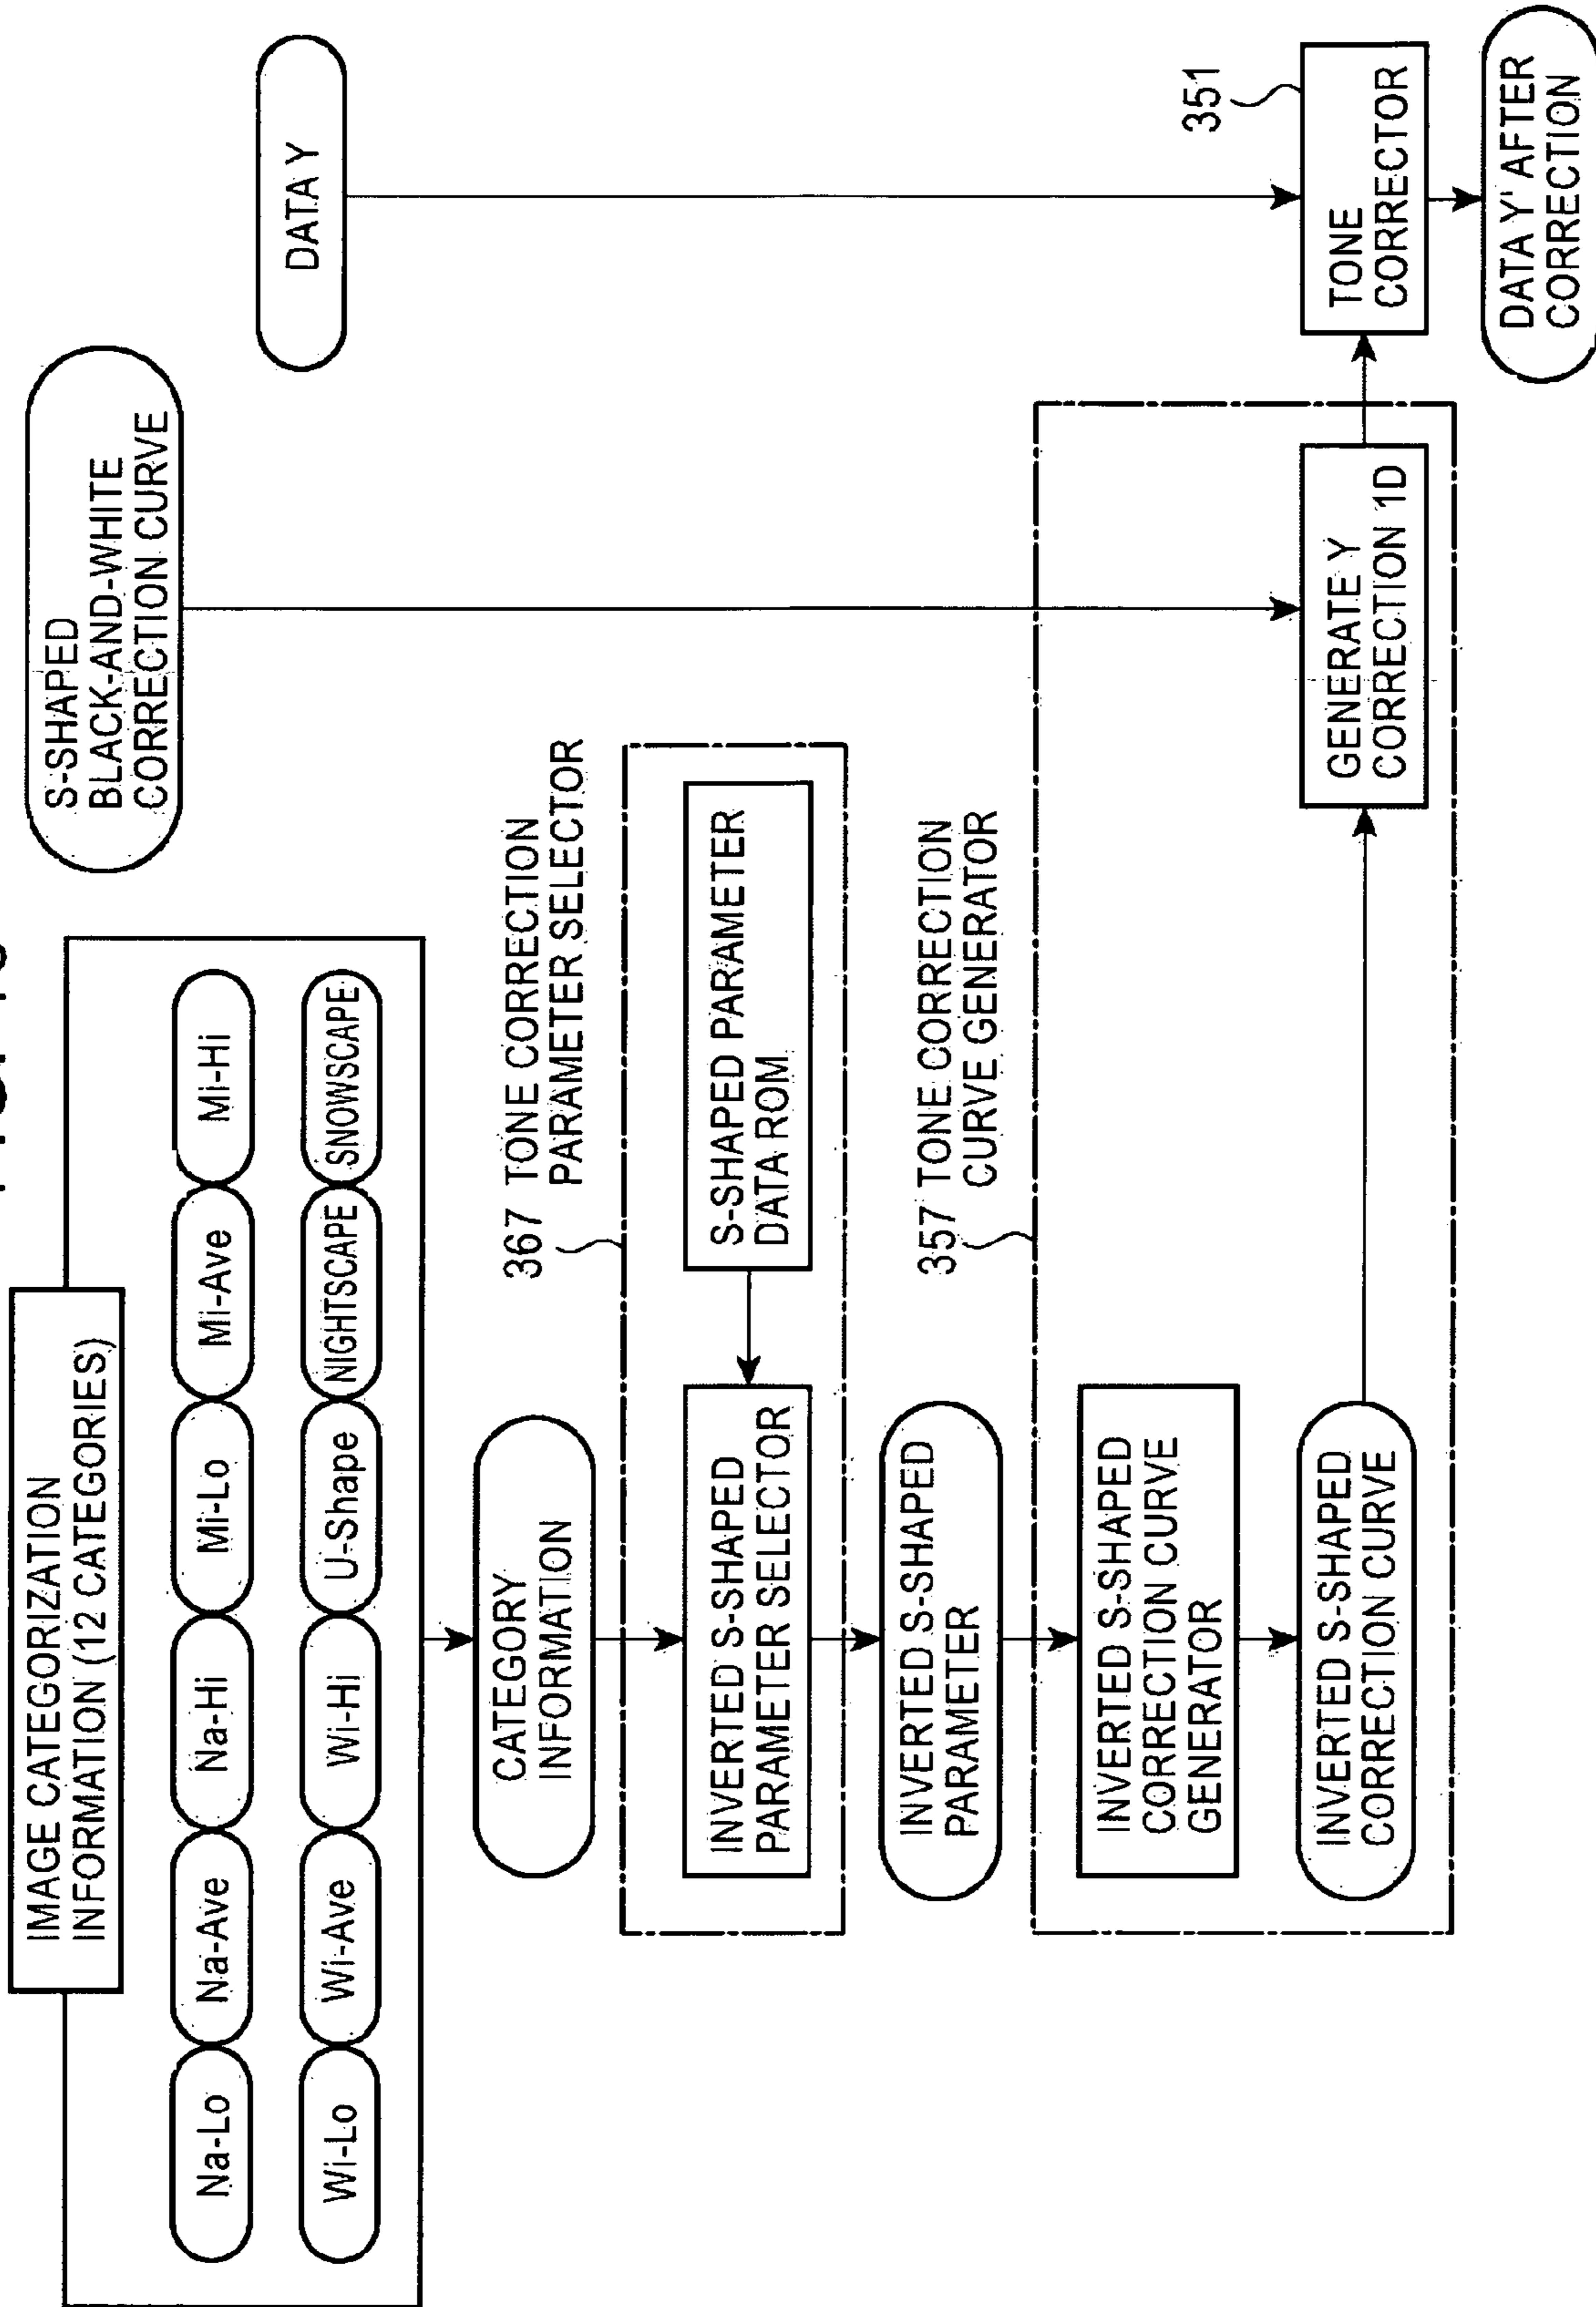 IMAGE CATEGORIZATION
INFORMATION (12 CATEGORIES)
Na-Lo
Na-Ave
Na-Hi
Mi-Lo
Mi-Ave
Mi-Hi
Wi-Lo
Wi-Ave
Wi-Hi
U-Shape
NIGHTSCAPE
SNOWSCAPE
S-SHAPED
BLACK-AND-WHITE
CORRECTION CURVE
DATA Y
CATEGORY
INFORMATION
367 TONE CORRECTION
PARAMETER SELECTOR
INVERTED S-SHAPED
PARAMETER SELECTOR
S-SHAPED PARAMETER
DATA ROM
INVERTED S-SHAPED
PARAMETER
357 TONE CORRECTION
CURVE GENERATOR
INVERTED S-SHAPED
CORRECTION CURVE
GENERATOR
INVERTED S-SHAPED
CORRECTION CURVE
GENERATE Y
CORRECTION 1D
351
TONE
CORRECTOR
DATA Y' AFTER
CORRECTION